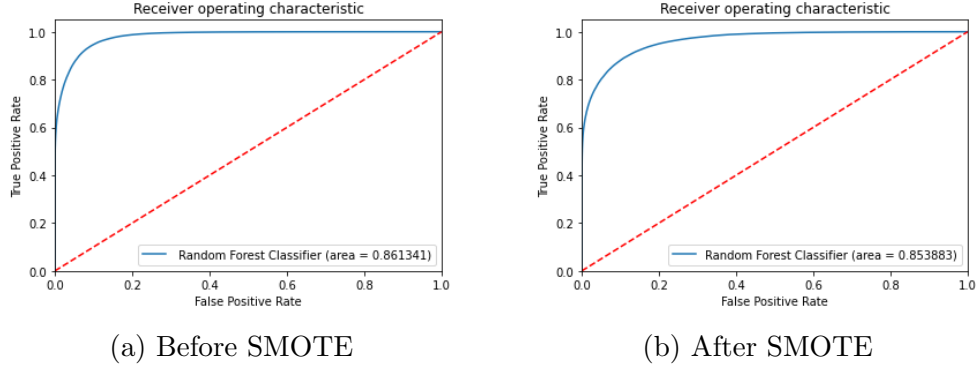 Receiver operating characteristic
True Positive Rate
1.0
0.8
0.6
0.4
0.2
0.0
Random Forest Classifier (area = 0.861341)
0.0 0.2 0.4 0.6 0.8 1.0
False Positive Rate
(a) Before SMOTE
Receiver operating characteristic
True Positive Rate
1.0
0.8
0.6
0.4
0.2
0.0
Random Forest Classifier (area = 0.853883)
0.0 0.2 0.4 0.6 0.8 1.0
False Positive Rate
(b) After SMOTE